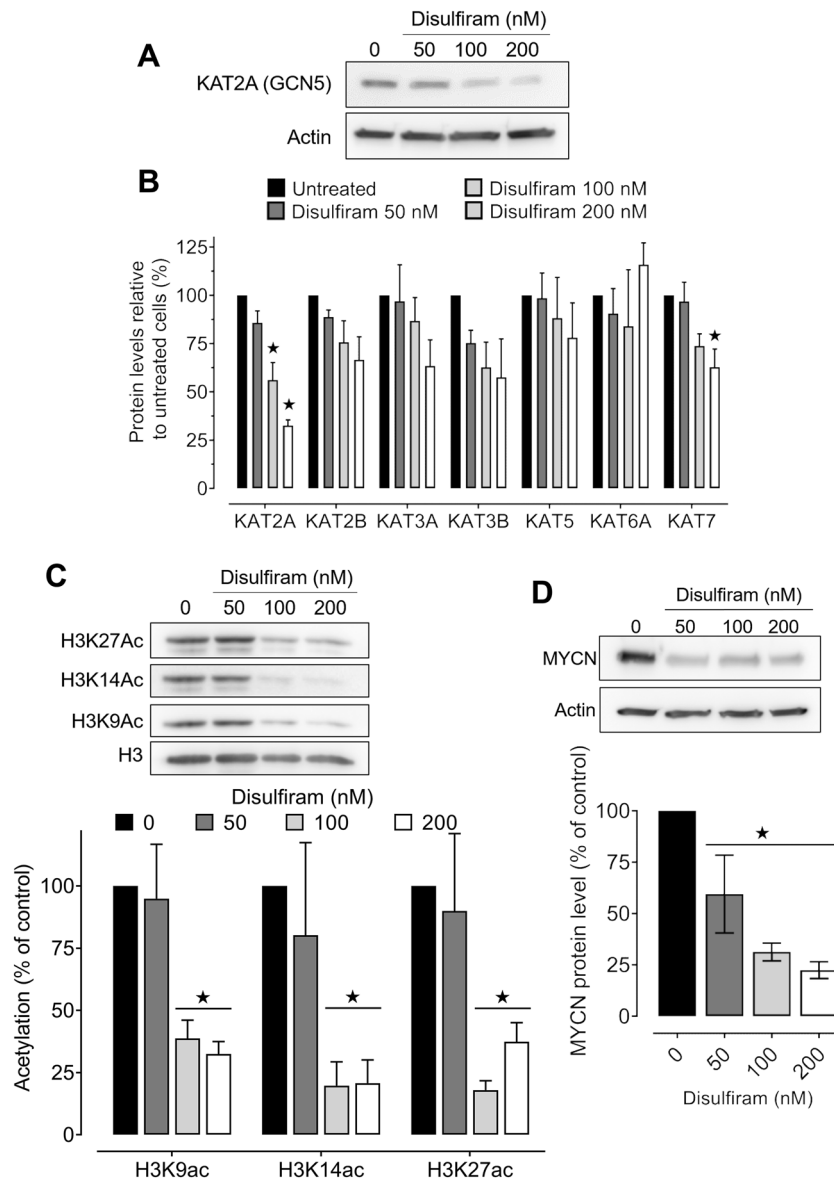 A
Disulfiram (nM)
0 50 100 200
KAT2A (GCN5)
Actin
B
Untreated
Disulfiram 50 nM
Disulfiram 100 nM
Disulfiram 200 nM
Protein levels relative
to untreated cells (%)
125
100
75
50
25
0
★
★
★
KAT2A KAT2B KAT3A KAT3B KAT5 KAT6A KAT7
C
Disulfiram (nM)
0 50 100 200
H3K27Ac
H3K14Ac
H3K9Ac
H3
Disulfiram (nM)
0 50 100 200
Acetylation (% of control)
100
75
50
25
0
★ ★ ★
H3K9ac H3K14ac H3K27ac
D
Disulfiram (nM)
0 50 100 200
MYCN
Actin
MYCN protein level (% of control)
100
75
50
25
0
★
0 50 100 200
Disulfiram (nM)